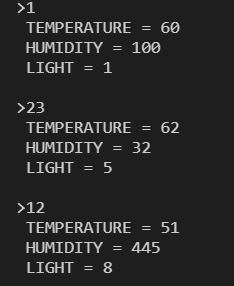 >1
TEMPERATURE = 60
HUMIDITY = 100
LIGHT = 1
>23
TEMPERATURE = 62
HUMIDITY = 32
LIGHT = 5
>12
TEMPERATURE = 51
HUMIDITY = 445
LIGHT = 8